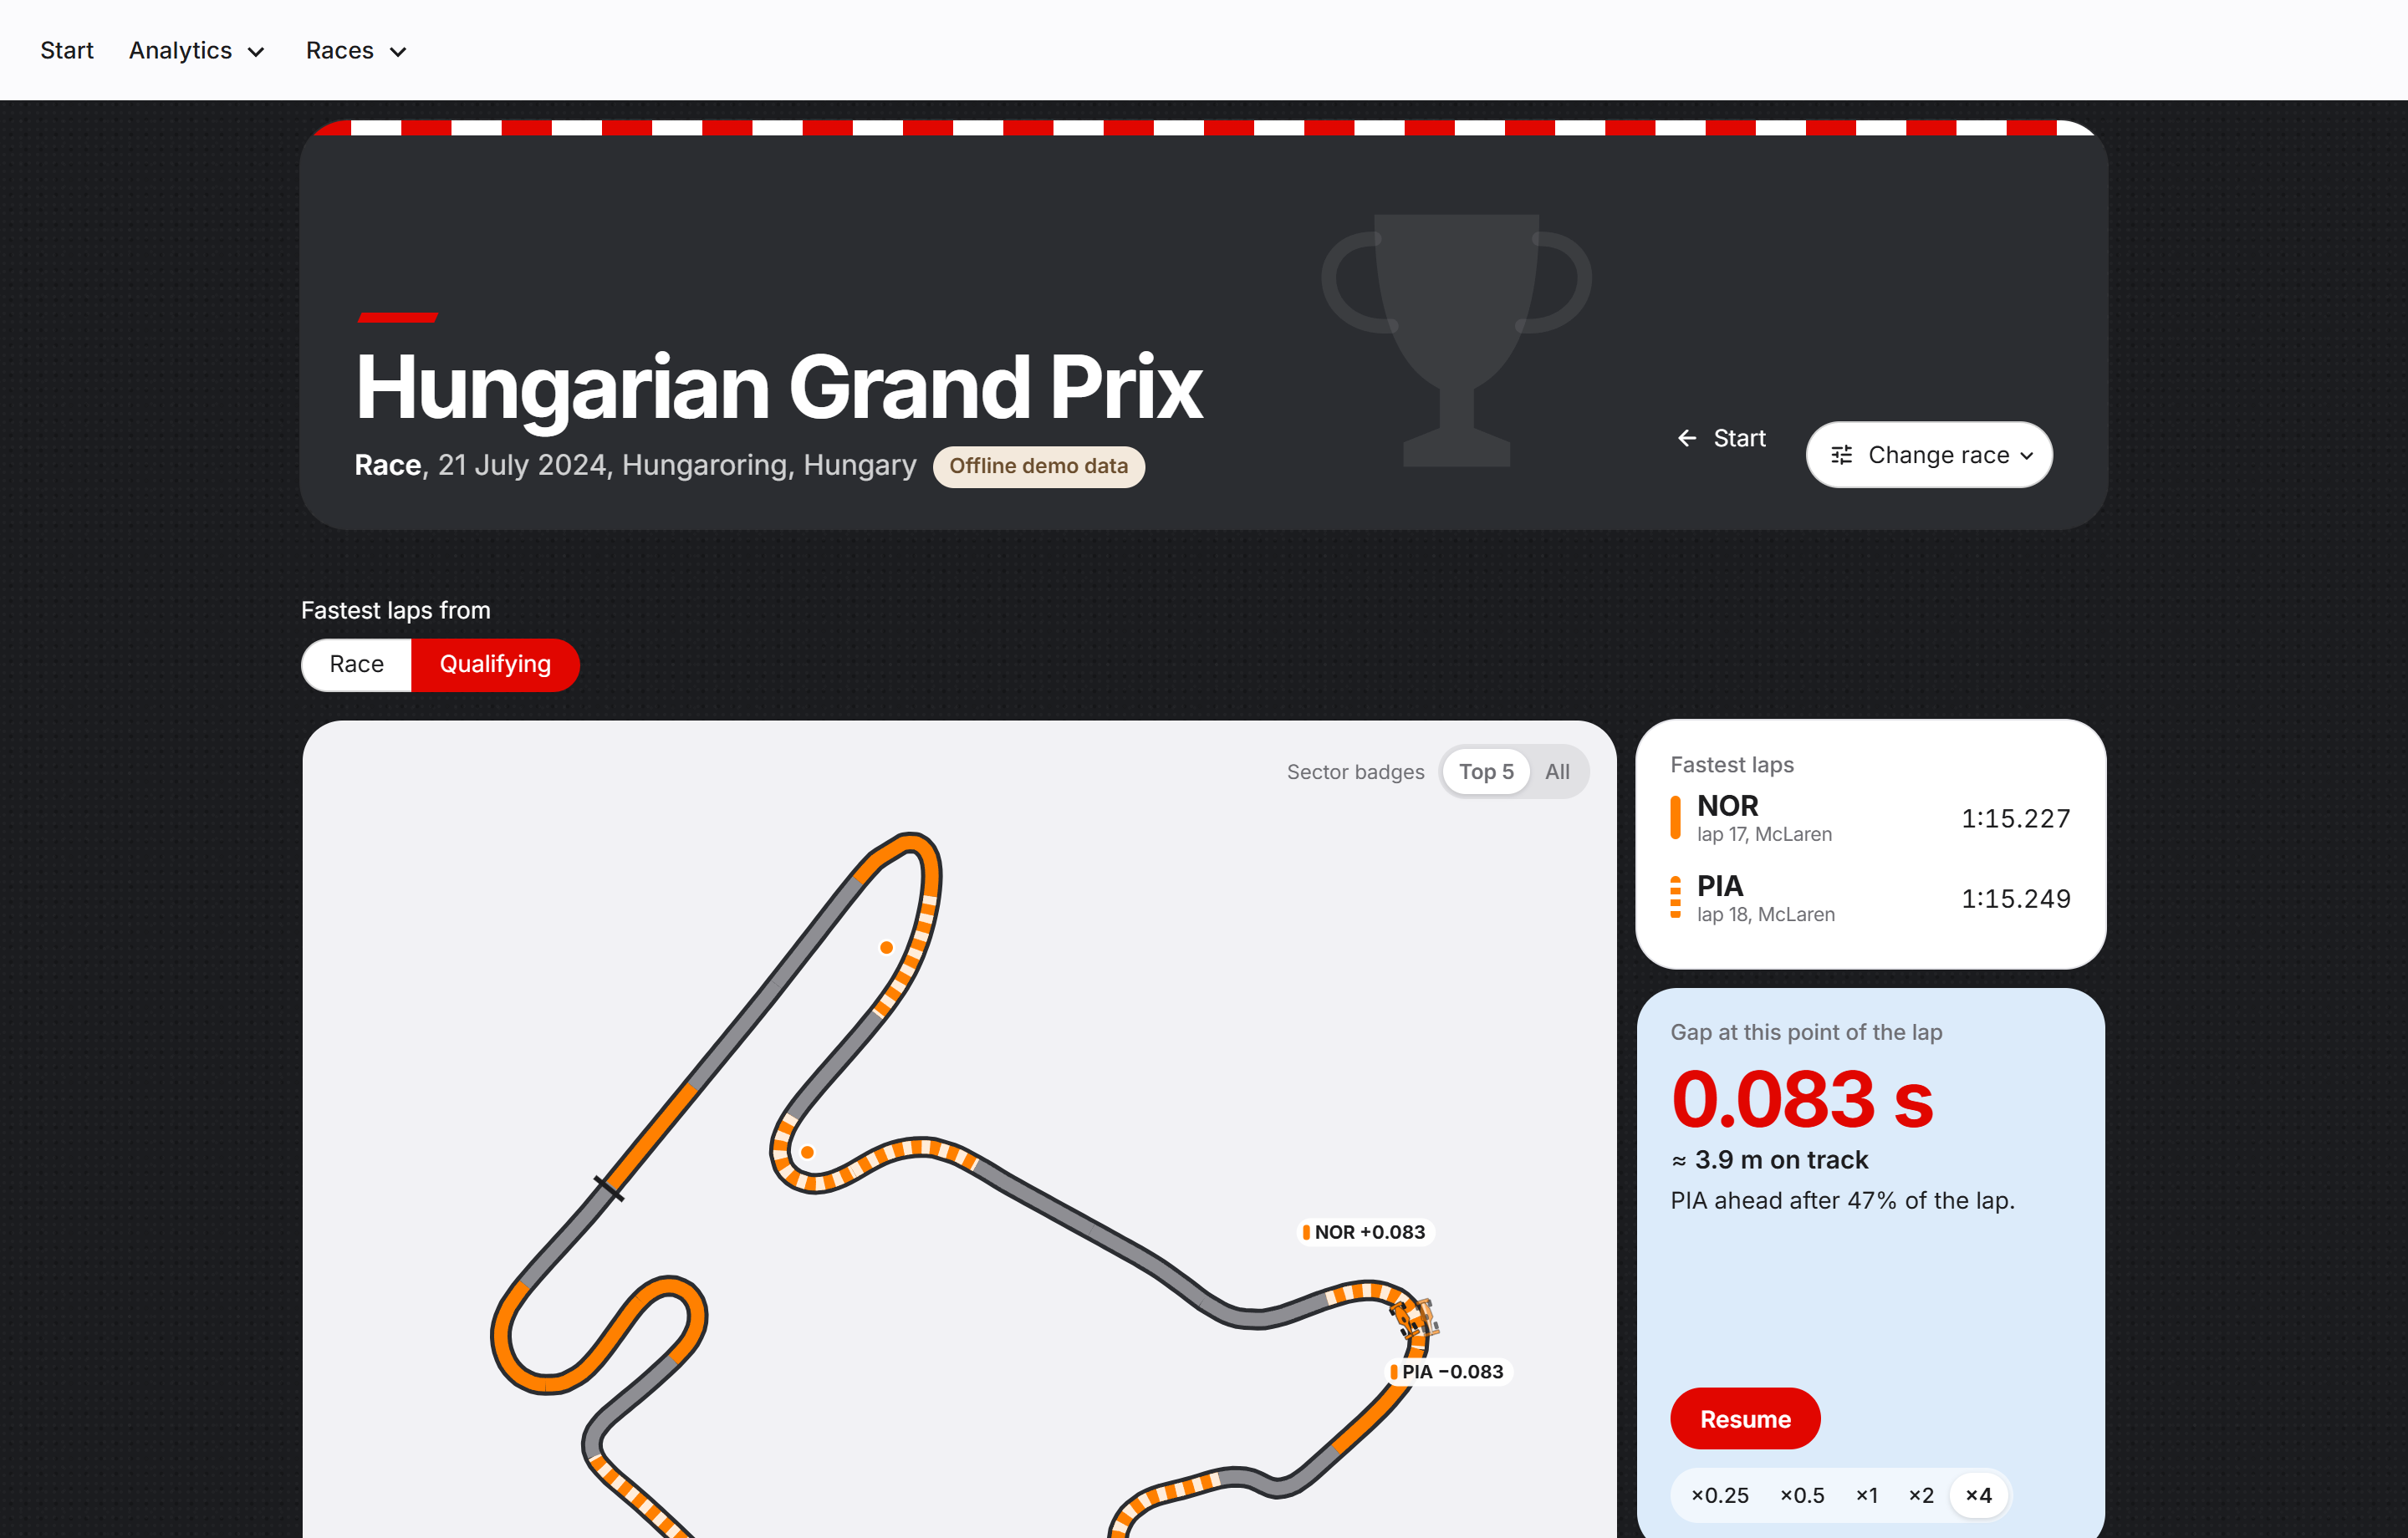 Start Analytics Races
Hungarian Grand Prix
Race, 21 July 2024, Hungaroring, Hungary Offline demo data
Start
Change race
Fastest laps from
Race Qualifying
Sector badges Top 5 All
NOR +0.083
PIA −0.083
Fastest laps
NOR
lap 17, McLaren
1:15.227
PIA
lap 18, McLaren
1:15.249
Gap at this point of the lap
0.083 s
≈ 3.9 m on track
PIA ahead after 47% of the lap.
Resume
×0.25 ×0.5 ×1 ×2 ×4